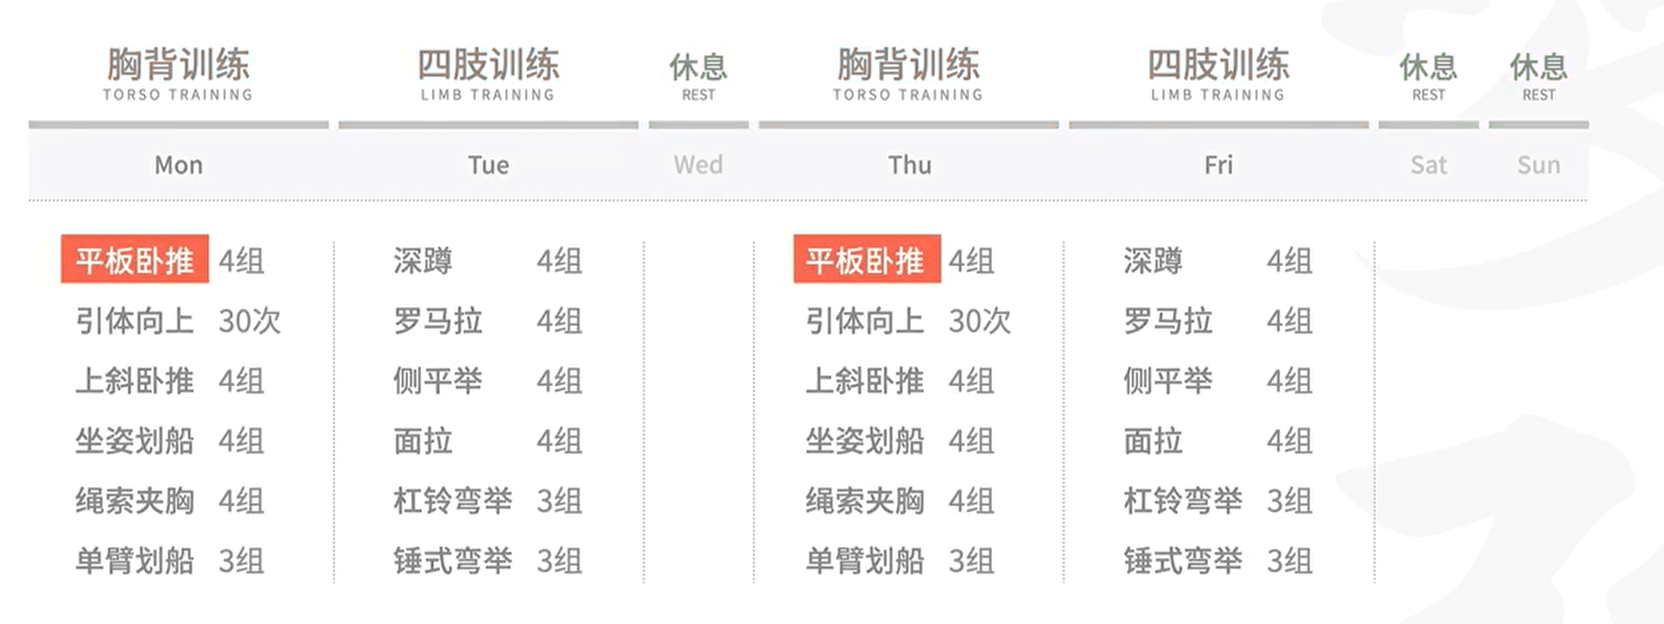 胸背训练 四肢训练 休息 胸背训练 四肢训练 休息 休息
TORSO TRAINING LIMB TRAINING REST TORSO TRAINING LIMB TRAINING REST REST
Mon Tue Wed Thu Fri Sat Sun
平板卧推 4组 深蹲 4组 平板卧推 4组 深蹲 4组
引体向上 30次 罗马拉 4组 引体向上 30次 罗马拉 4组
上斜卧推 4组 侧平举 4组 上斜卧推 4组 侧平举 4组
坐姿划船 4组 面拉 4组 坐姿划船 4组 面拉 4组
绳索夹胸 4组 杠铃弯举 3组 绳索夹胸 4组 杠铃弯举 3组
单臂划船 3组 锤式弯举 3组 单臂划船 3组 锤式弯举 3组